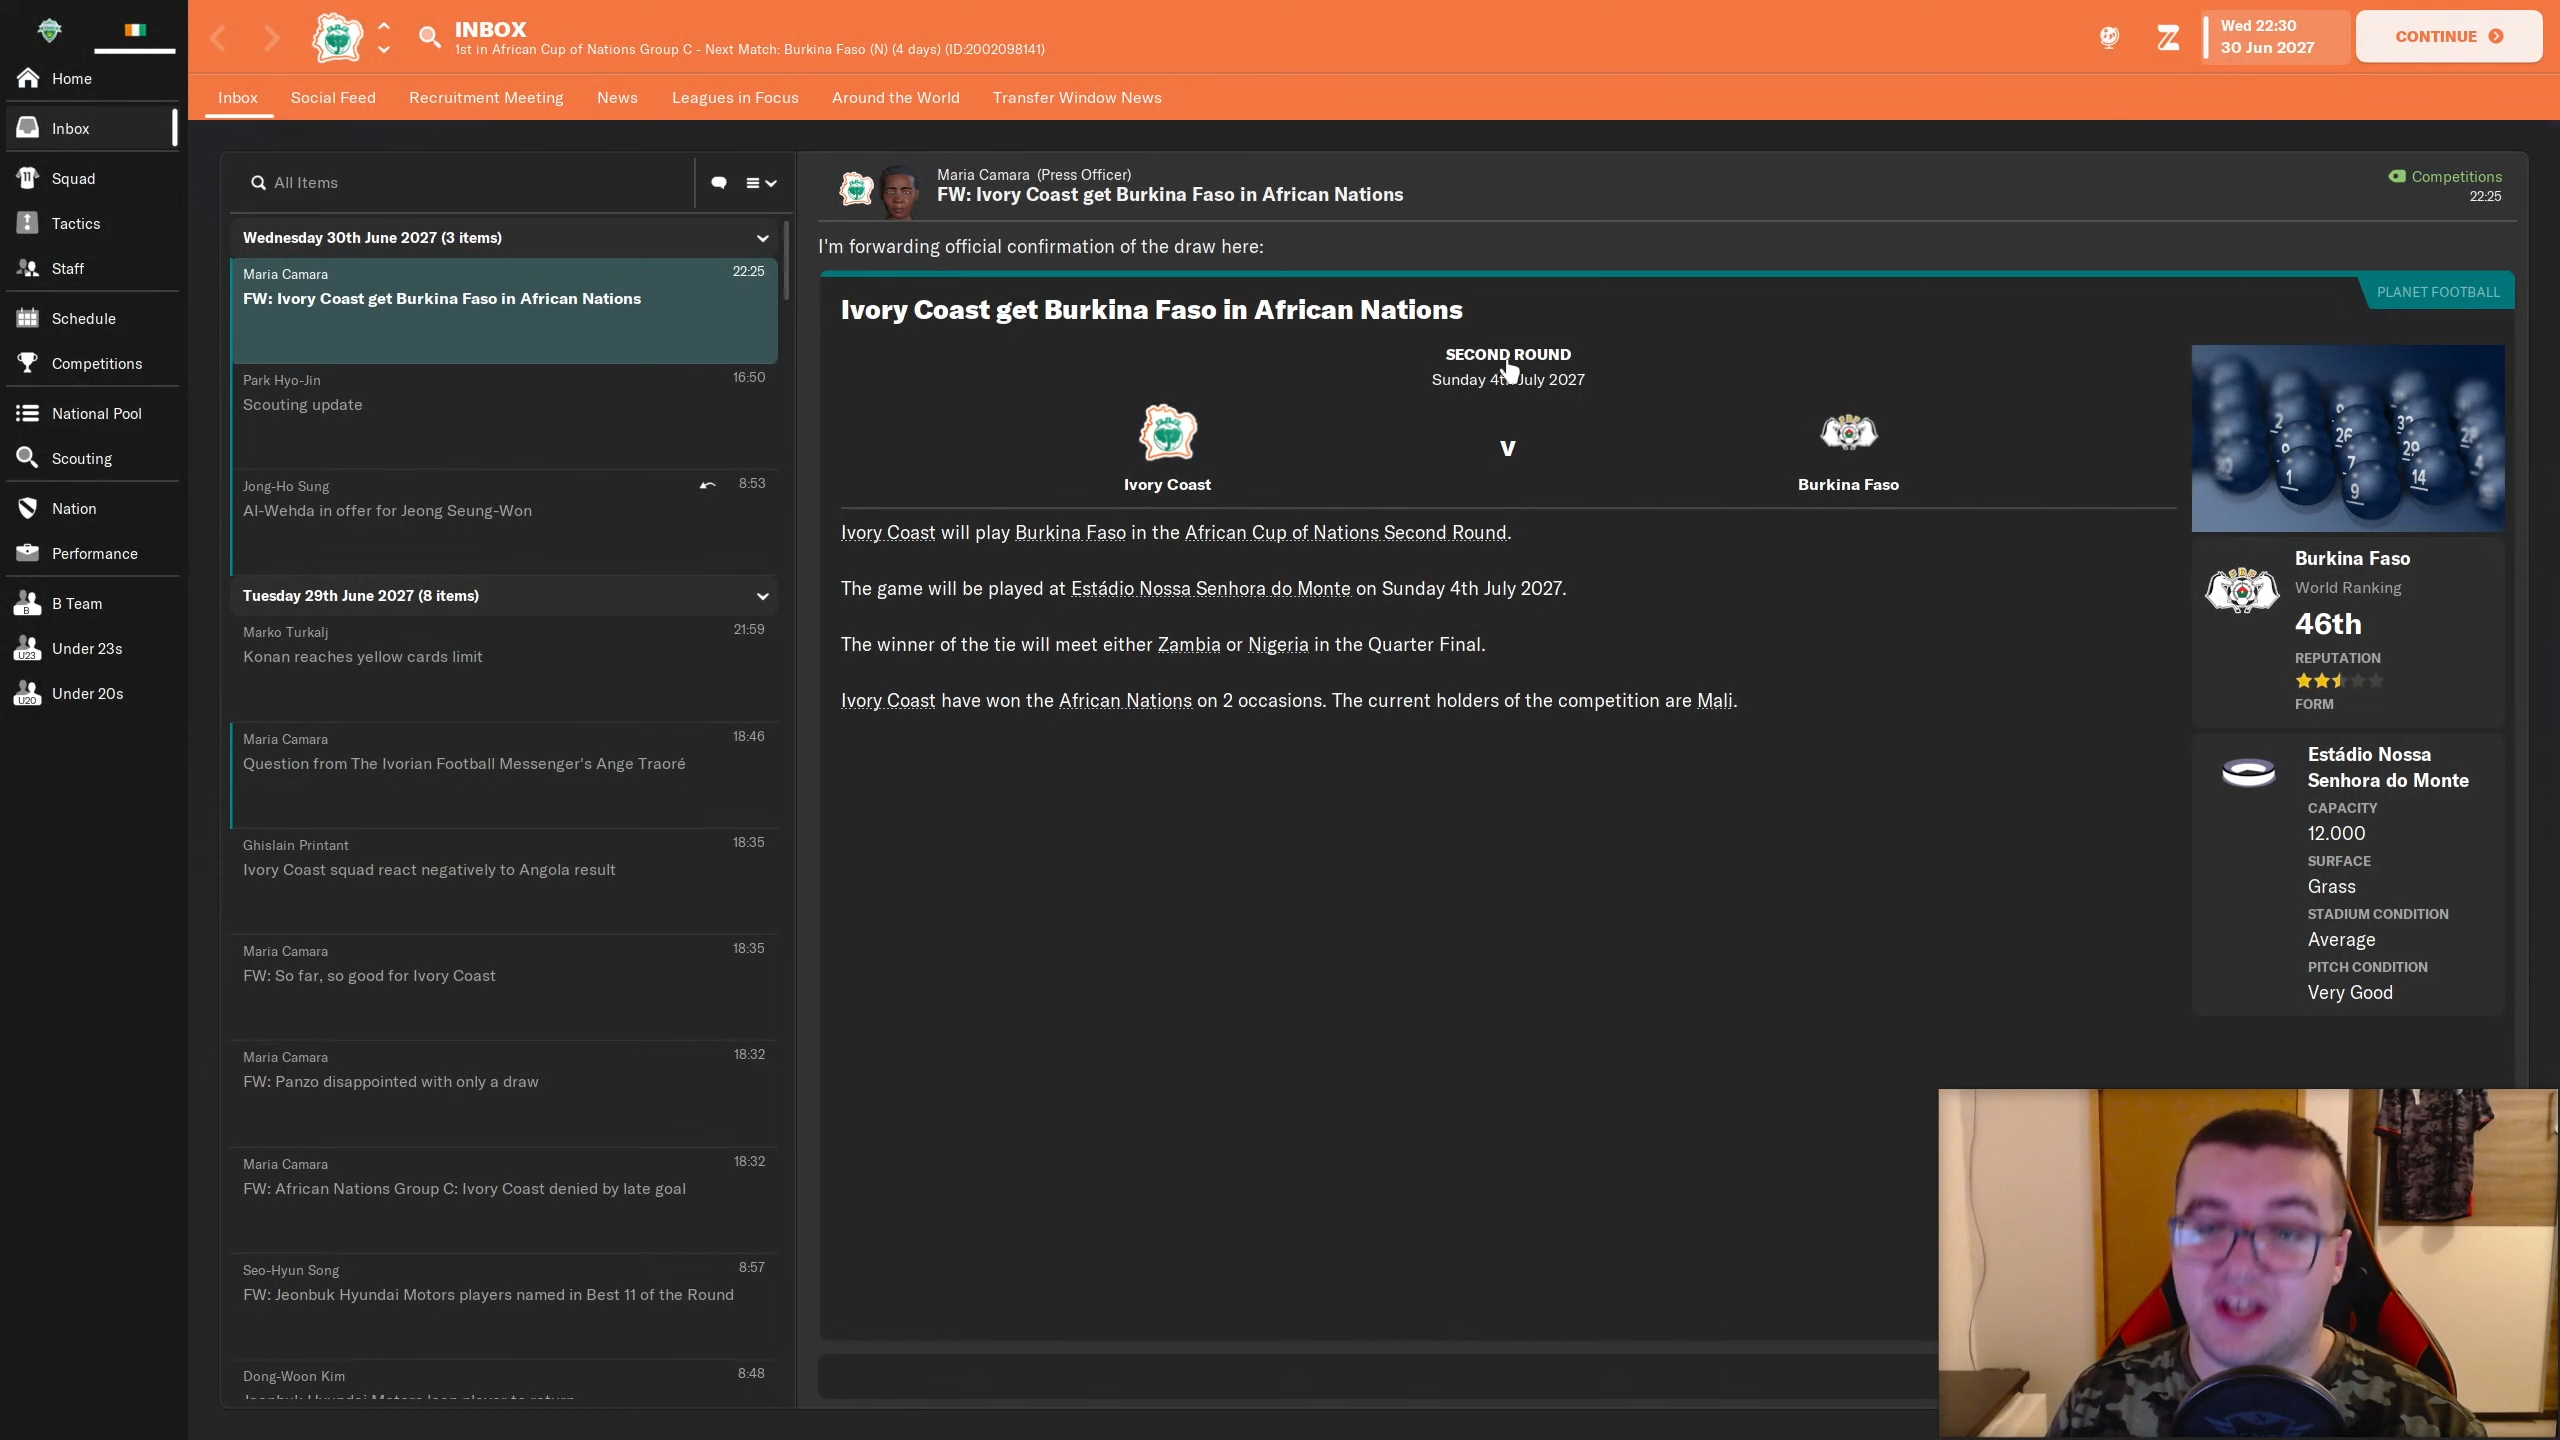 INBOX
1st in African Cup of Nations Group C - Next Match: Burkina Faso (N) (4 days) (ID:2002098141)
Wed 22:30
30 Jun 2027
CONTINUE
Home
Inbox
Squad
Tactics
Staff
Schedule
Competitions
National Pool
Scouting
Nation
Performance
B Team
Under 23s
Under 20s
Inbox Social Feed Recruitment Meeting News Leagues in Focus Around the World Transfer Window News
All Items
Wednesday 30th June 2027 (3 items)
Maria Camara 22:25
FW: Ivory Coast get Burkina Faso in African Nations
Park Hyo-Jin 16:50
Scouting update
Jong-Ho Sung 8:53
Al-Wehda in offer for Jeong Seung-Won
Tuesday 29th June 2027 (8 items)
Marko Turkalj 21:59
Konan reaches yellow cards limit
Maria Camara 18:46
Question from The Ivorian Football Messenger's Ange Traoré
Ghislain Printant 18:35
Ivory Coast squad react negatively to Angola result
Maria Camara 18:35
FW: So far, so good for Ivory Coast
Maria Camara 18:32
FW: Panzo disappointed with only a draw
Maria Camara 18:32
FW: African Nations Group C: Ivory Coast denied by late goal
Seo-Hyun Song 8:57
FW: Jeonbuk Hyundai Motors players named in Best 11 of the Round
Dong-Woon Kim 8:48
Maria Camara (Press Officer)
FW: Ivory Coast get Burkina Faso in African Nations
Competitions
22:25
I'm forwarding official confirmation of the draw here:
PLANET FOOTBALL
Ivory Coast get Burkina Faso in African Nations
SECOND ROUND
Sunday 4th July 2027
v
Ivory Coast Burkina Faso
Ivory Coast will play Burkina Faso in the African Cup of Nations Second Round.
The game will be played at Estádio Nossa Senhora do Monte on Sunday 4th July 2027.
The winner of the tie will meet either Zambia or Nigeria in the Quarter Final.
Ivory Coast have won the African Nations on 2 occasions. The current holders of the competition are Mali.
Burkina Faso
World Ranking
46th
REPUTATION
FORM
Estádio Nossa
Senhora do Monte
CAPACITY
12.000
SURFACE
Grass
STADIUM CONDITION
Average
PITCH CONDITION
Very Good